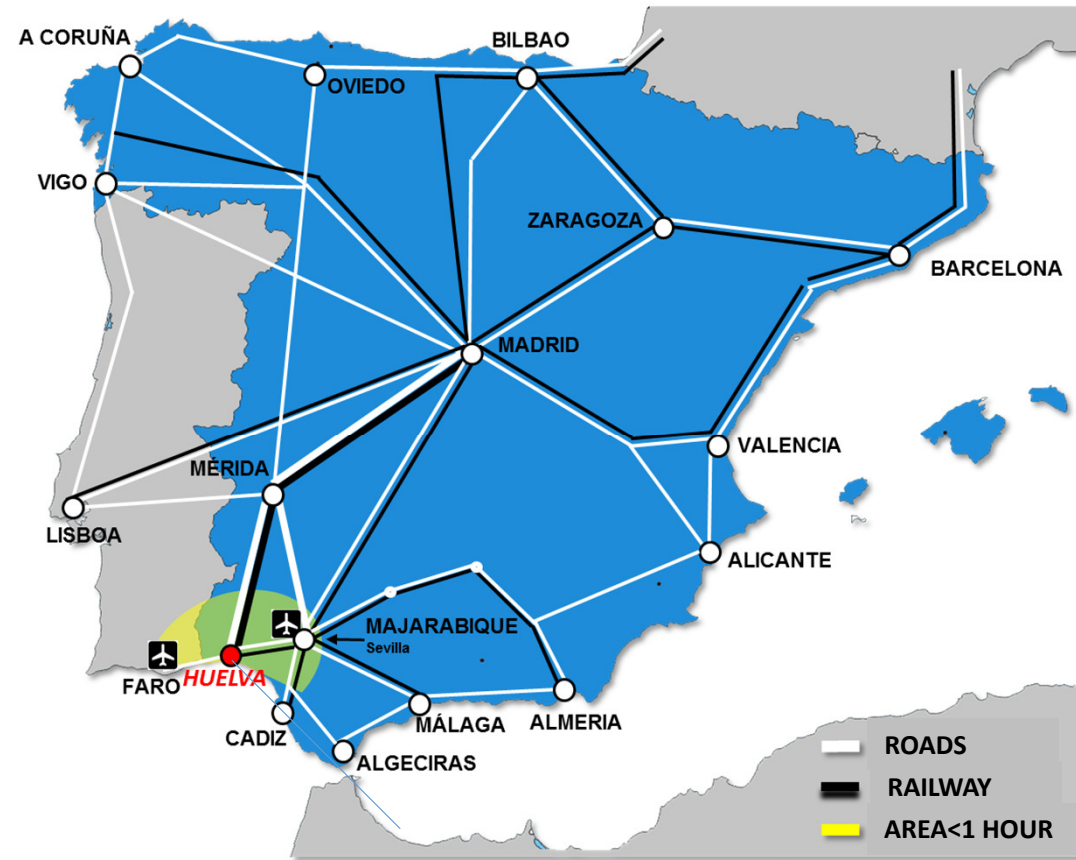 A CORUÑA
BILBAO
OVIEDO
VIGO
ZARAGOZA
BARCELONA
MADRID
VALENCIA
MÉRIDA
LISBOA
ALICANTE
MAJARABIQUE
Sevilla
FARO
HUELVA
CADIZ
MÁLAGA
ALMERIA
ALGECIRAS
ROADS
RAILWAY
AREA<1 HOUR